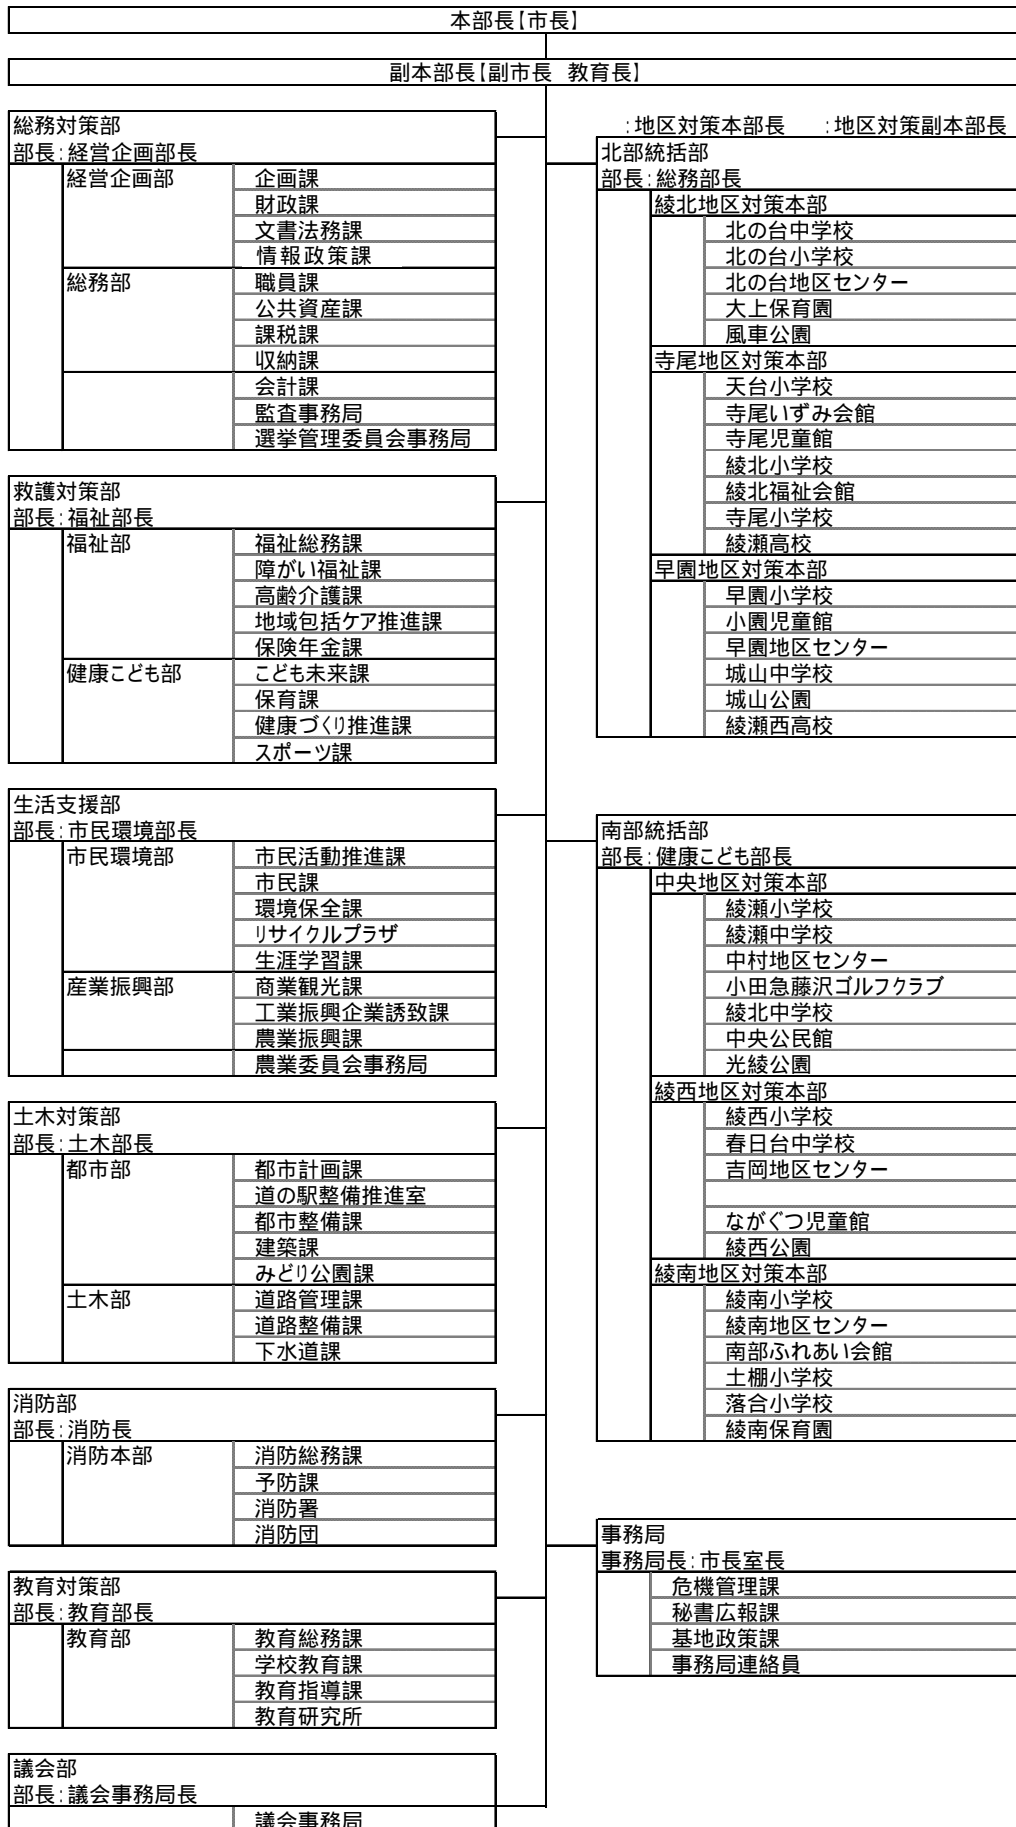 本部長【市長】
副本部長【副市長　教育長】
総務対策部
部長：経営企画部長
経営企画部　企画課
財政課
文書法務課
情報政策課
総務部　職員課
公共資産課
課税課
収納課
会計課
監査事務局
選挙管理委員会事務局
救護対策部
部長：福祉部長
福祉部　福祉総務課
障がい福祉課
高齢介護課
地域包括ケア推進課
保険年金課
健康こども部　こども未来課
保育課
健康づくり推進課
スポーツ課
生活支援部
部長：市民環境部長
市民環境部　市民活動推進課
市民課
環境保全課
リサイクルプラザ
生涯学習課
産業振興部　商業観光課
工業振興企業誘致課
農業振興課
農業委員会事務局
土木対策部
部長：土木部長
都市部　都市計画課
道の駅整備推進室
都市整備課
建築課
みどり公園課
土木部　道路管理課
道路整備課
下水道課
消防部
部長：消防長
消防本部　消防総務課
予防課
消防署
消防団
教育対策部
部長：教育部長
教育部　教育総務課
学校教育課
教育指導課
教育研究所
議会部
部長：議会事務局長
議会事務局
：地区対策本部長　：地区対策副本部長
北部統括部
部長：総務部長
綾北地区対策本部
北の台中学校
北の台小学校
北の台地区センター
大上保育園
風車公園
寺尾地区対策本部
天台小学校
寺尾いずみ会館
寺尾児童館
綾北小学校
綾北福祉会館
寺尾小学校
綾瀬高校
早園地区対策本部
早園小学校
小園児童館
早園地区センター
城山中学校
城山公園
綾瀬西高校
南部統括部
部長：健康こども部長
中央地区対策本部
綾瀬小学校
綾瀬中学校
中村地区センター
小田急藤沢ゴルフクラブ
綾北中学校
中央公民館
光綾公園
綾西地区対策本部
綾西小学校
春日台中学校
吉岡地区センター
ながぐつ児童館
綾西公園
綾南地区対策本部
綾南小学校
綾南地区センター
南部ふれあい会館
土棚小学校
落合小学校
綾南保育園
事務局
事務局長：市長室長
危機管理課
秘書広報課
基地政策課
事務局連絡員